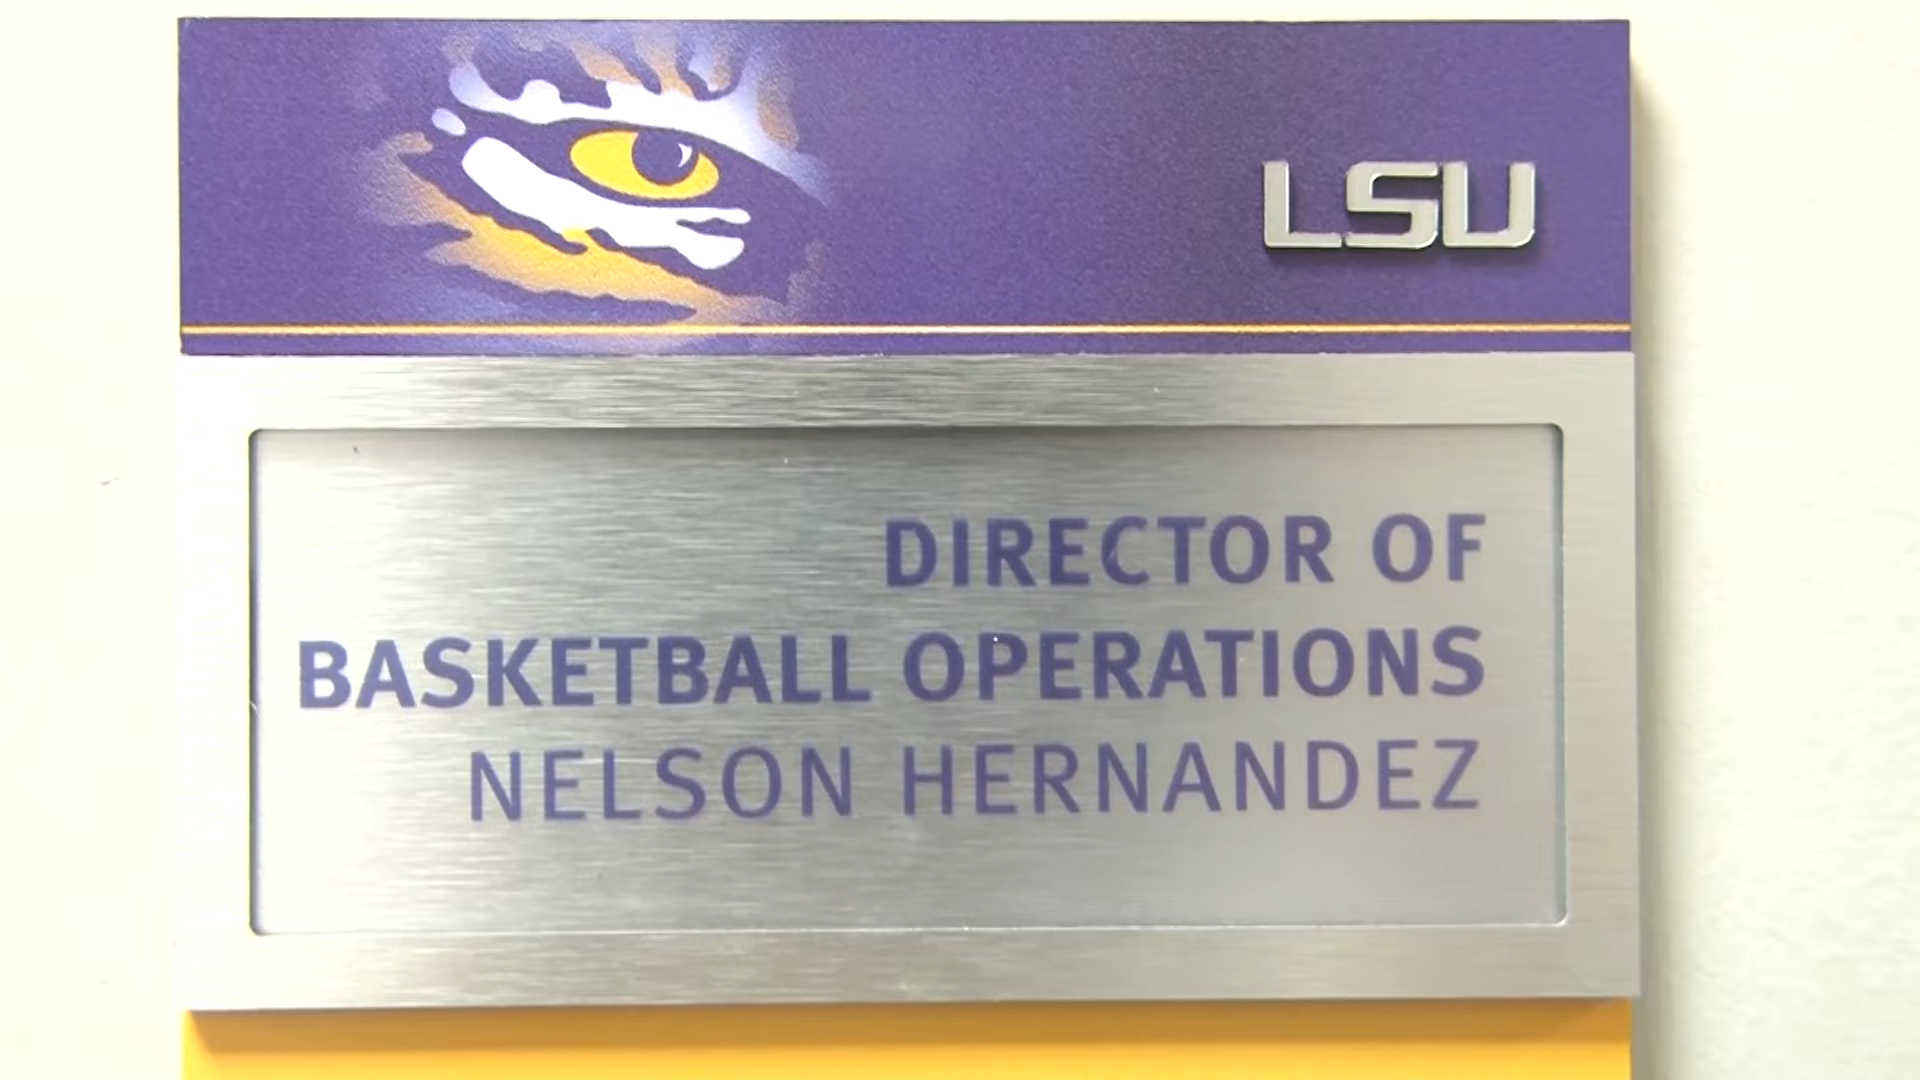 LSU
DIRECTOR OF
BASKETBALL OPERATIONS
NELSON HERNANDEZ